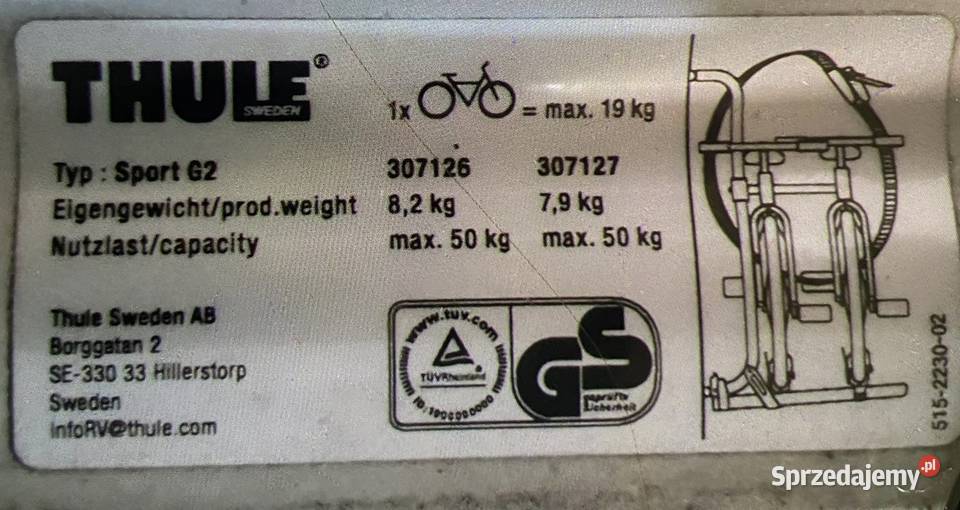 THULE®
SWEDEN
1x = max. 19 kg
Typ : Sport G2 307126 307127
Eigengewicht/prod.weight 8,2 kg 7,9 kg
Nutzlast/capacity max. 50 kg max. 50 kg
Thule Sweden AB
Borggatan 2
SE-330 33 Hillerstorp
Sweden
infoRV@thule.com
www.tuv.com
TÜVRheinland
GS
geprüfte
Sicherheit
515-2230-02
Sprzedajemy.pl